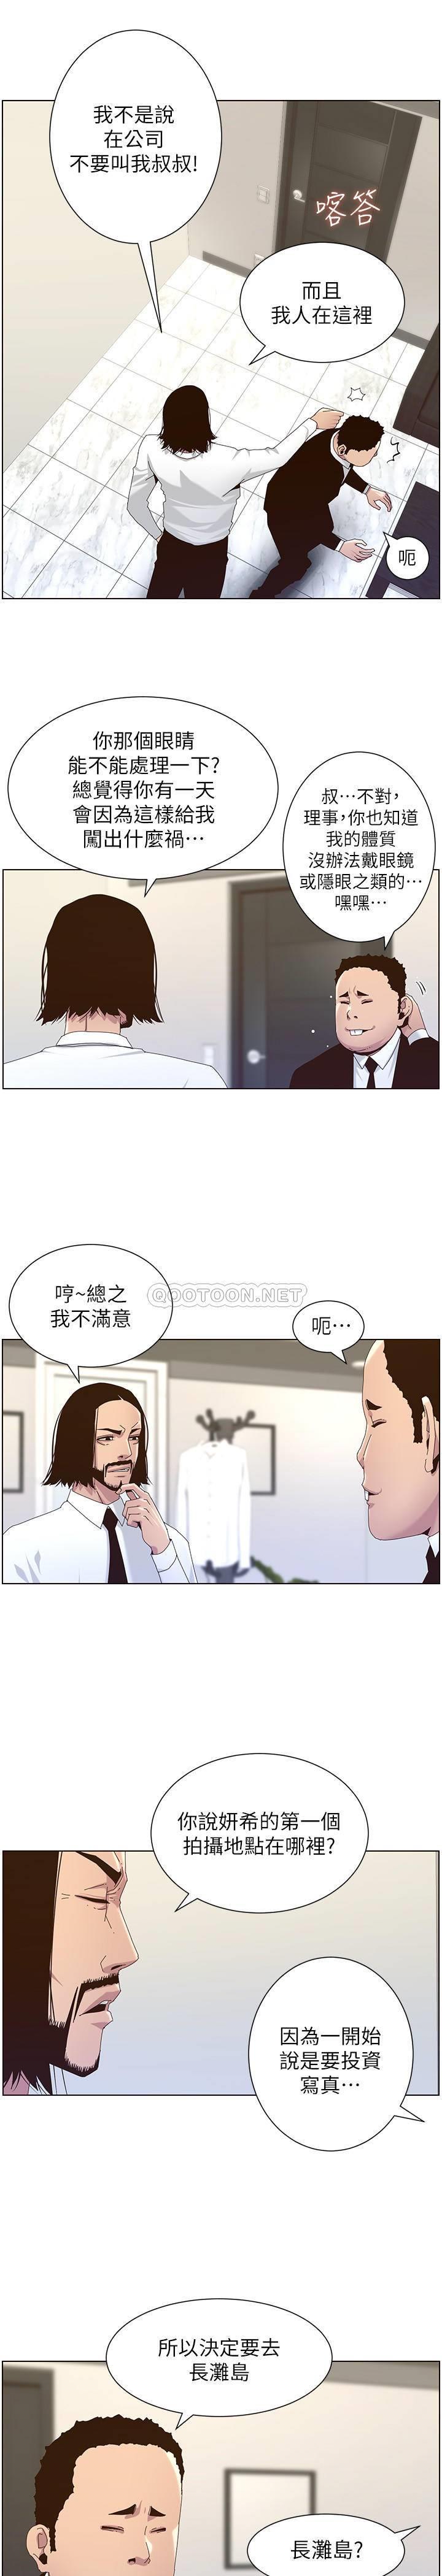 我不是說
在公司
不要叫我叔叔!
喀答
而且
我人在這裡
呃
你那個眼睛
能不能處理一下?
總覺得你有一天
會因為這樣給我
闖出什麼禍⋯
叔⋯不對,
理事,你也知道
我的體質
沒辦法戴眼鏡
或隱眼之類的⋯
嘿嘿⋯
哼~總之
我不滿意
QOOTOON.NET
呃⋯
你說妍希的第一個
拍攝地點在哪裡?
因為一開始
說是要投資
寫真⋯
所以決定要去
長灘島
長灘島?